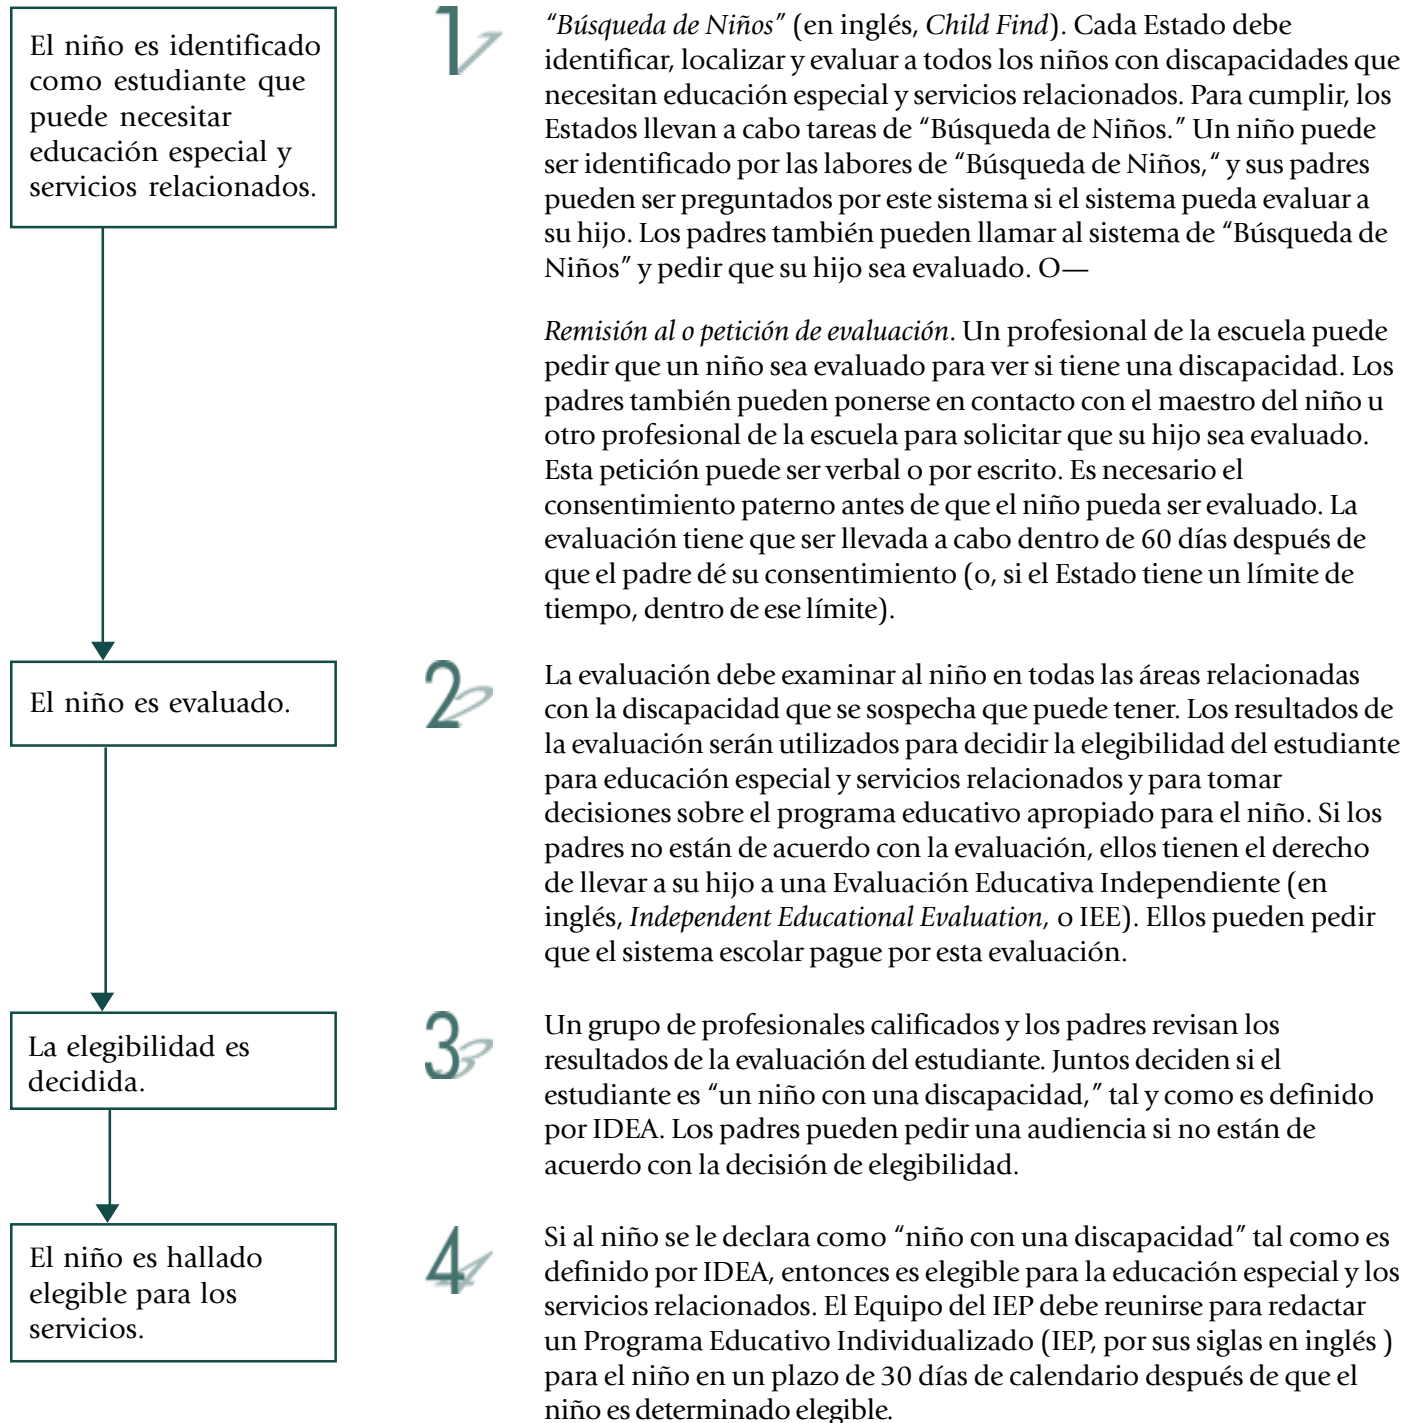 El niño es identificado
como estudiante que
puede necesitar
educación especial y
servicios relacionados.
1
“Búsqueda de Niños” (en inglés, Child Find). Cada Estado debe
identificar, localizar y evaluar a todos los niños con discapacidades que
necesitan educación especial y servicios relacionados. Para cumplir, los
Estados llevan a cabo tareas de “Búsqueda de Niños.” Un niño puede
ser identificado por las labores de “Búsqueda de Niños,“ y sus padres
pueden ser preguntados por este sistema si el sistema pueda evaluar a
su hijo. Los padres también pueden llamar al sistema de “Búsqueda de
Niños” y pedir que su hijo sea evaluado. O—
Remisión al o petición de evaluación. Un profesional de la escuela puede
pedir que un niño sea evaluado para ver si tiene una discapacidad. Los
padres también pueden ponerse en contacto con el maestro del niño u
otro profesional de la escuela para solicitar que su hijo sea evaluado.
Esta petición puede ser verbal o por escrito. Es necesario el
consentimiento paterno antes de que el niño pueda ser evaluado. La
evaluación tiene que ser llevada a cabo dentro de 60 días después de
que el padre dé su consentimiento (o, si el Estado tiene un límite de
tiempo, dentro de ese límite).
El niño es evaluado.
2
La evaluación debe examinar al niño en todas las áreas relacionadas
con la discapacidad que se sospecha que puede tener. Los resultados de
la evaluación serán utilizados para decidir la elegibilidad del estudiante
para educación especial y servicios relacionados y para tomar
decisiones sobre el programa educativo apropiado para el niño. Si los
padres no están de acuerdo con la evaluación, ellos tienen el derecho
de llevar a su hijo a una Evaluación Educativa Independiente (en
inglés, Independent Educational Evaluation, o IEE). Ellos pueden pedir
que el sistema escolar pague por esta evaluación.
La elegibilidad es
decidida.
3
Un grupo de profesionales calificados y los padres revisan los
resultados de la evaluación del estudiante. Juntos deciden si el
estudiante es “un niño con una discapacidad,” tal y como es definido
por IDEA. Los padres pueden pedir una audiencia si no están de
acuerdo con la decisión de elegibilidad.
El niño es hallado
elegible para los
servicios.
4
Si al niño se le declara como “niño con una discapacidad” tal como es
definido por IDEA, entonces es elegible para la educación especial y los
servicios relacionados. El Equipo del IEP debe reunirse para redactar
un Programa Educativo Individualizado (IEP, por sus siglas en inglés )
para el niño en un plazo de 30 días de calendario después de que el
niño es determinado elegible.